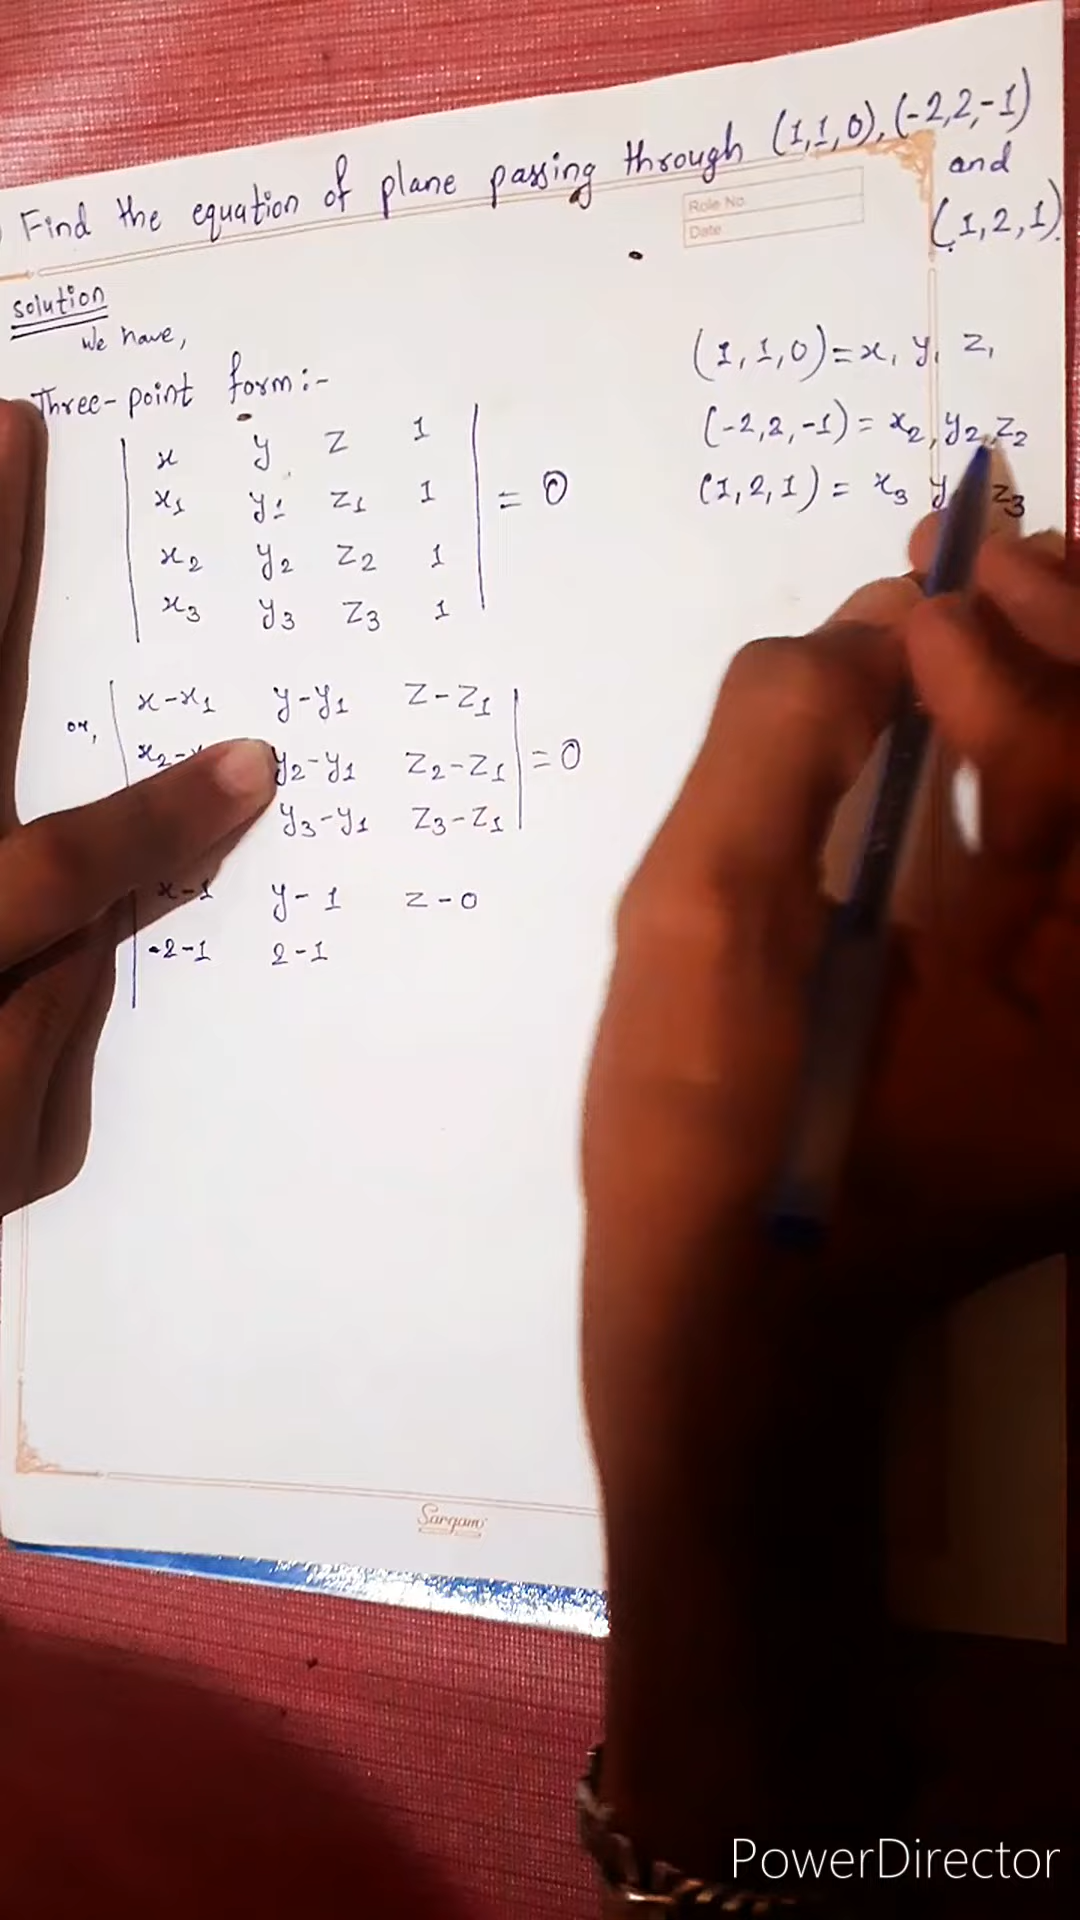 Find the equation of plane passing through (1,1,0), (-2,2,-1)
and
(1,2,1).
Role No.
Date
solution
We have,
Three-point form:-
x y z 1
x1 y1 z1 1
x2 y2 z2 1
x3 y3 z3 1
= 0
(1,1,0)=x1 y1 z1
(-2,2,-1)= x2,y2,z2
(1,2,1) = x3 y z3
or,
x-x1 y-y1 z-z1
x2- y2-y1 z2-z1 =0
y3-y1 z3-z1
x-1 y-1 z-0
-2-1 2-1
Sargam
PowerDirector